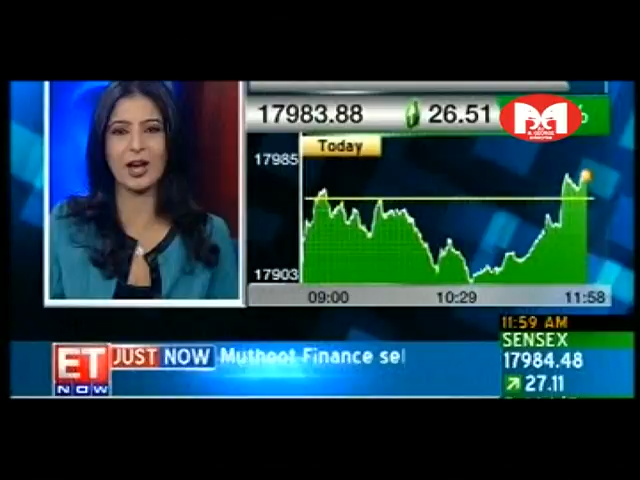 17983.88 26.51
Today
17985
17903
09:00 10:29 11:58
11:59 AM
SENSEX
17984.48
27.11
ET NOW
JUST NOW Muthoot Finance sel